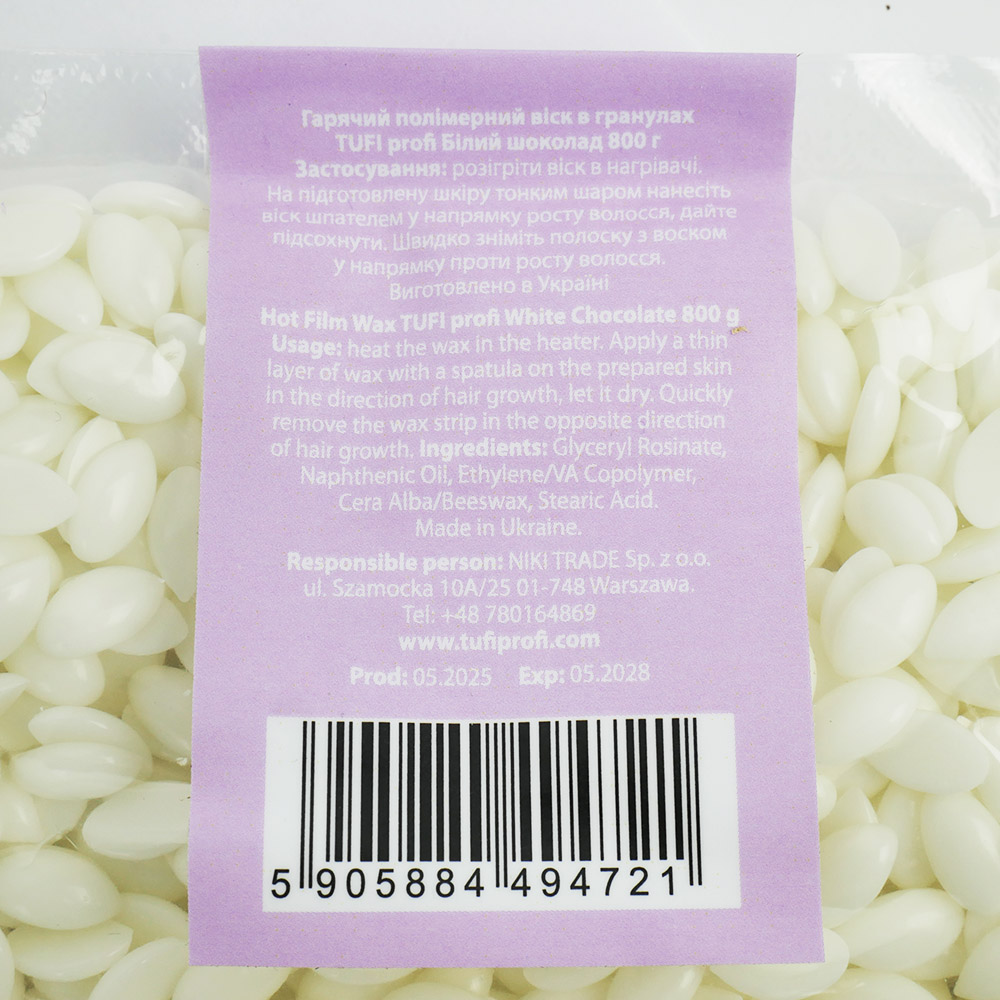 Гарячий полімерний віск в гранулах
TUFI profi Білий шоколад 800 г
Застосування: розігріти віск в нагрівачі.
На підготовлену шкіру тонким шаром нанесіть
віск шпателем у напрямку росту волосся, дайте
підсохнути. Швидко зніміть полоску з воском
у напрямку проти росту волосся.
Виготовлено в Україні
Hot Film Wax TUFI profi White Chocolate 800 g
Usage: heat the wax in the heater. Apply a thin
layer of wax with a spatula on the prepared skin
in the direction of hair growth, let it dry. Quickly
remove the wax strip in the opposite direction
of hair growth. Ingredients: Glyceryl Rosinate,
Naphthenic Oil, Ethylene/VA Copolymer,
Cera Alba/Beeswax, Stearic Acid.
Made in Ukraine.
Responsible person: NIKI TRADE Sp. z o.o.
ul. Szamocka 10A/25 01-748 Warszawa.
Tel: +48 780164869
www.tufiprofi.com
Prod: 05.2025 Exp: 05.2028
5 905884 494721